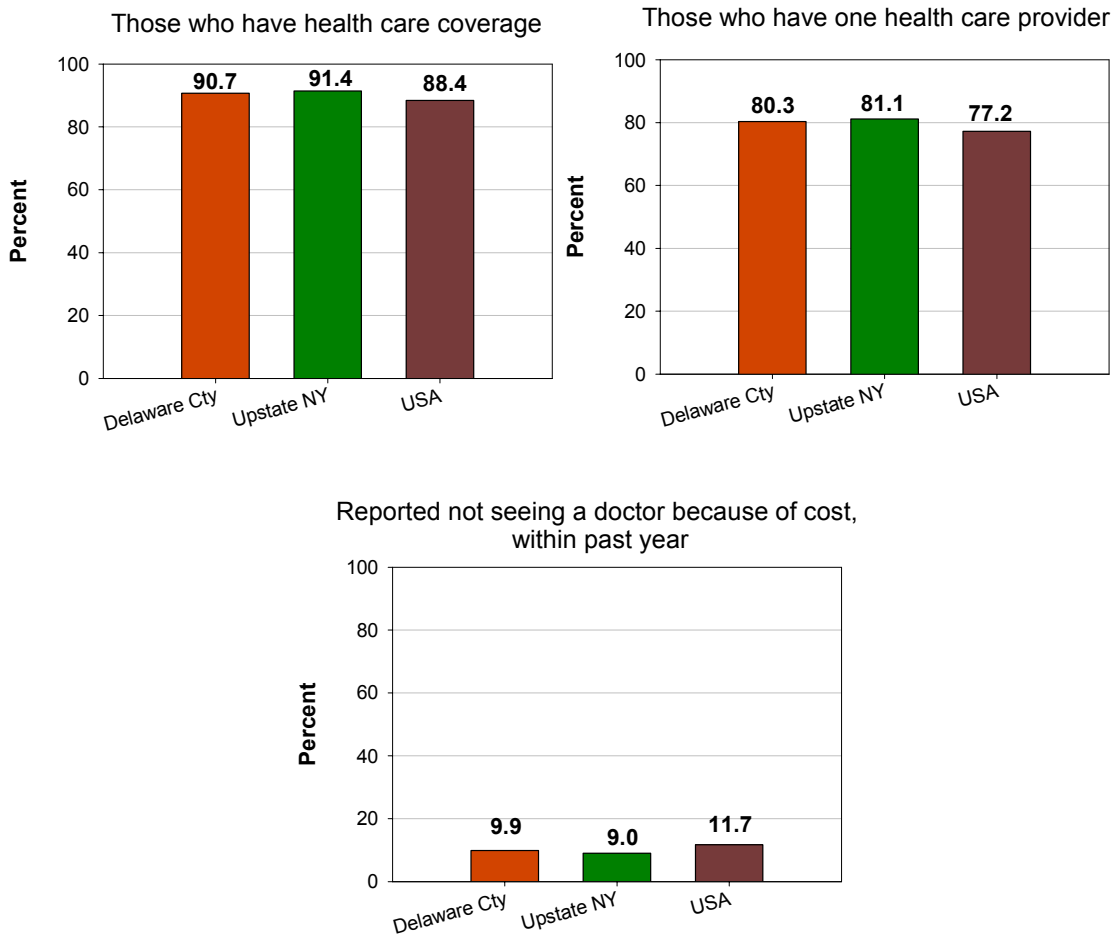 Those who have health care coverage
Percent
100
80
60
40
20
0
90.7
91.4
88.4
Delaware Cty
Upstate NY
USA
Those who have one health care provider
Percent
100
80
60
40
20
0
80.3
81.1
77.2
Delaware Cty
Upstate NY
USA
Reported not seeing a doctor because of cost,
within past year
Percent
100
80
60
40
20
0
9.9
9.0
11.7
Delaware Cty
Upstate NY
USA